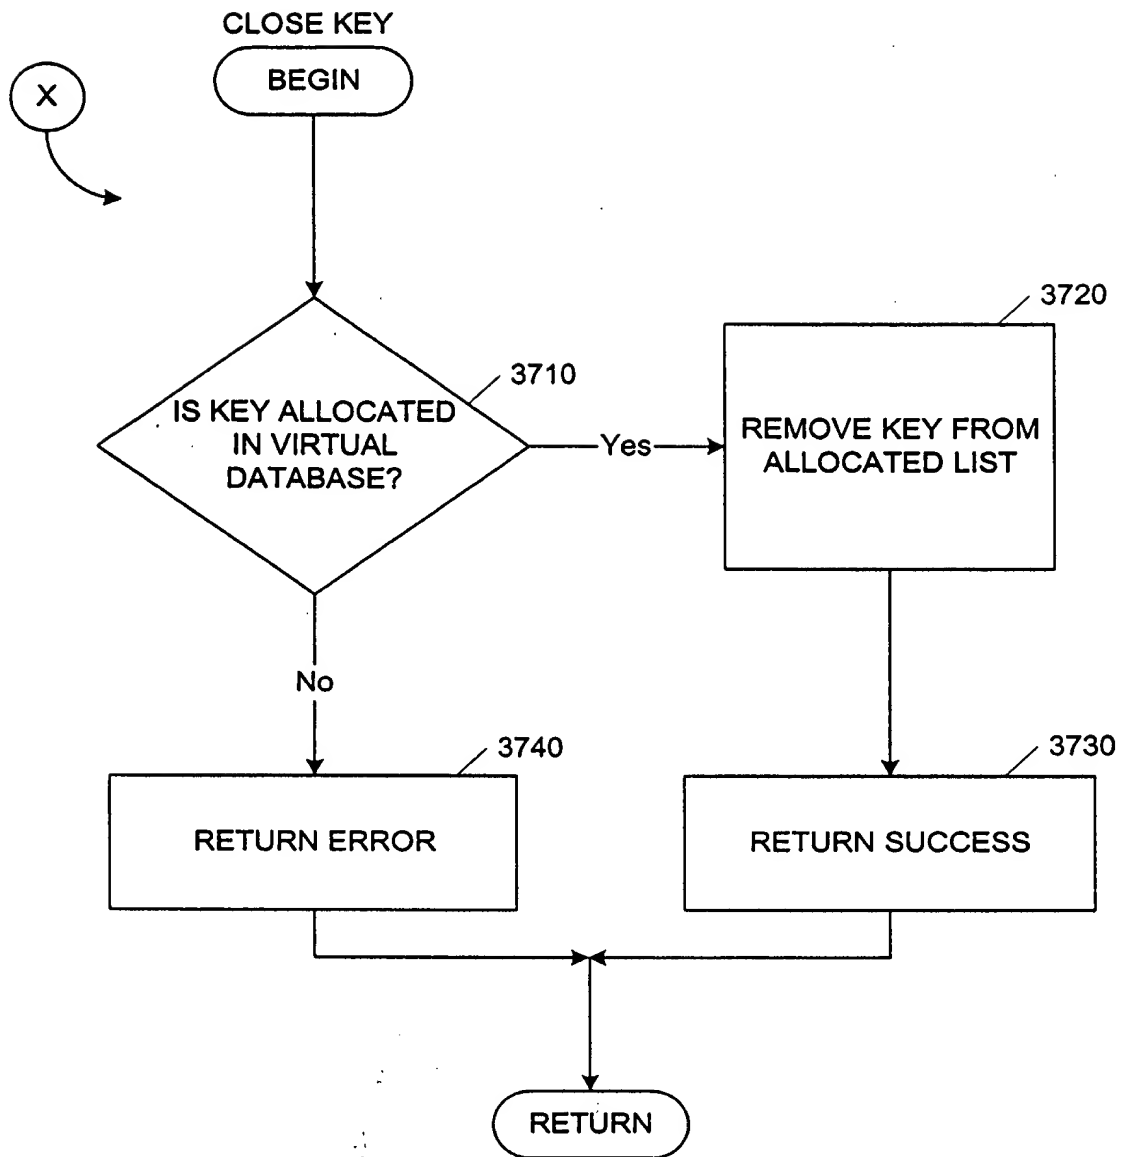 CLOSE KEY
BEGIN
X
3710
IS KEY ALLOCATED
IN VIRTUAL
DATABASE?
Yes
3720
REMOVE KEY FROM
ALLOCATED LIST
No
3740
RETURN ERROR
3730
RETURN SUCCESS
RETURN